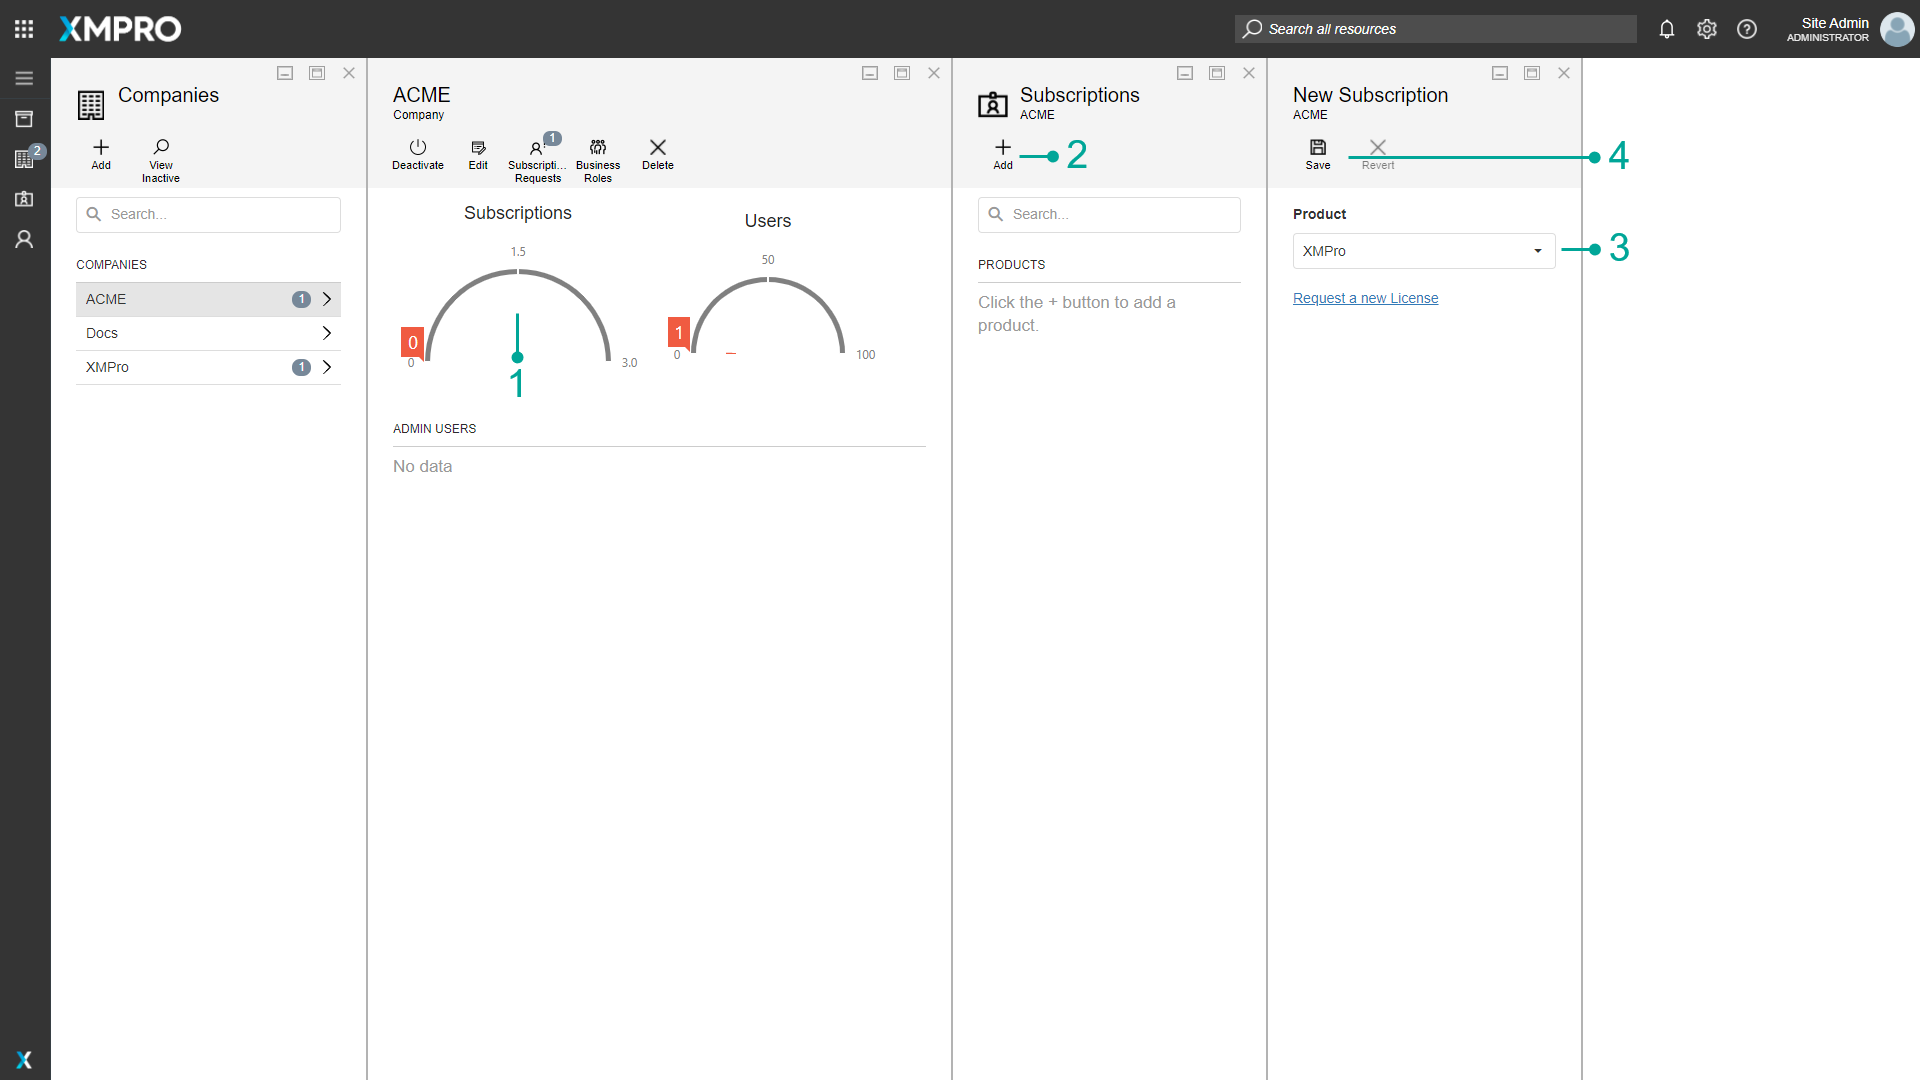 XMPRO
Search all resources
Site Admin
ADMINISTRATOR
2
Companies
Add
View
Inactive
Search...
COMPANIES
ACME 1
Docs
XMPro 1
ACME
Company
Deactivate
Edit
1
Subscripti...
Requests
Business
Roles
Delete
Subscriptions
1.5
0
0
3.0
1
Users
50
1
0
100
ADMIN USERS
No data
Subscriptions
ACME
Add
2
Search...
PRODUCTS
Click the + button to add a
product.
New Subscription
ACME
Save
Revert
4
Product
XMPro
3
Request a new License
X